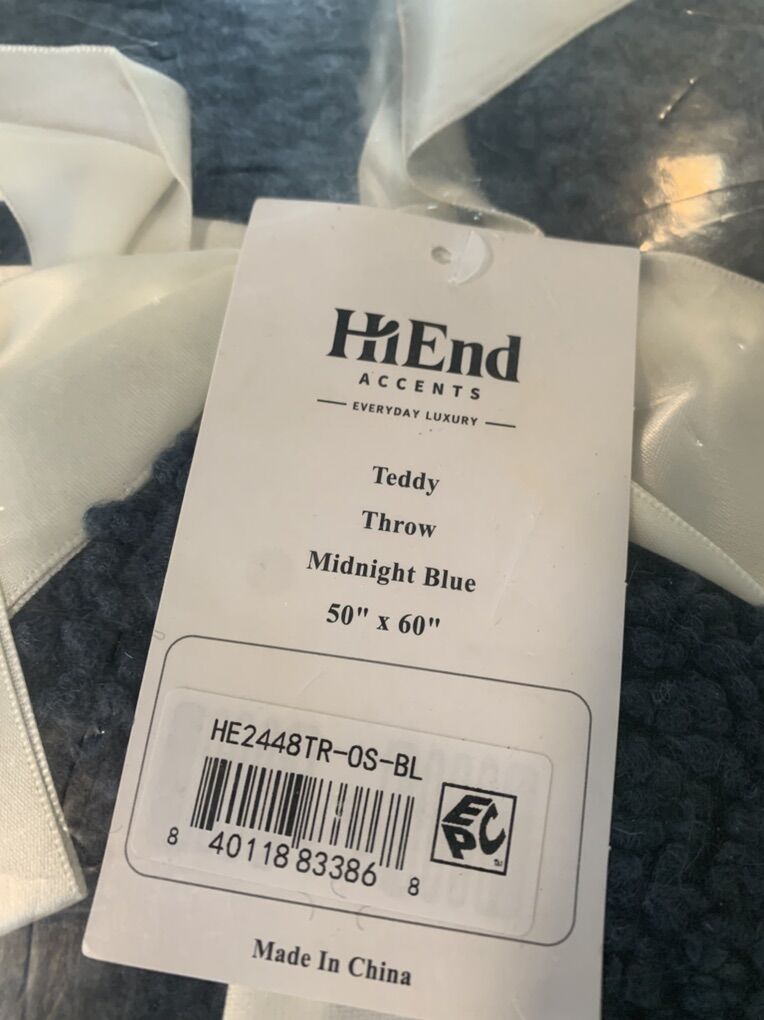 HiEnd
ACCENTS
EVERYDAY LUXURY
Teddy
Throw
Midnight Blue
50" x 60"
HE2448TR-OS-BL
EPC
8 40118 83386 8
Made In China